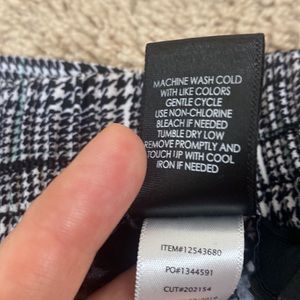 MACHINE WASH COLD
WITH LIKE COLORS
GENTLE CYCLE
USE NON-CHLORINE
BLEACH IF NEEDED
TUMBLE DRY LOW
REMOVE PROMPTLY AND
TOUCH UP WITH COOL
IRON IF NEEDED
ITEM#12543680
PO#1344591
CUT#202154